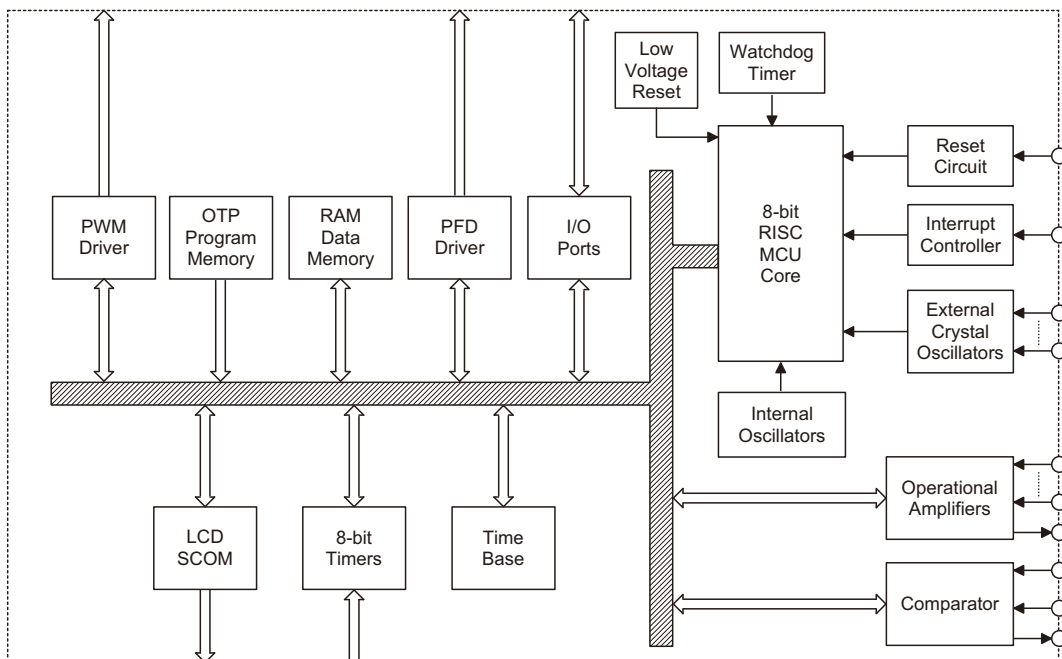 Low
Voltage
Reset
Watchdog
Timer
8-bit
RISC
MCU
Core
Reset
Circuit
Interrupt
Controller
External
Crystal
Oscillators
Internal
Oscillators
PWM
Driver
OTP
Program
Memory
RAM
Data
Memory
PFD
Driver
I/O
Ports
LCD
SCOM
8-bit
Timers
Time
Base
Operational
Amplifiers
Comparator